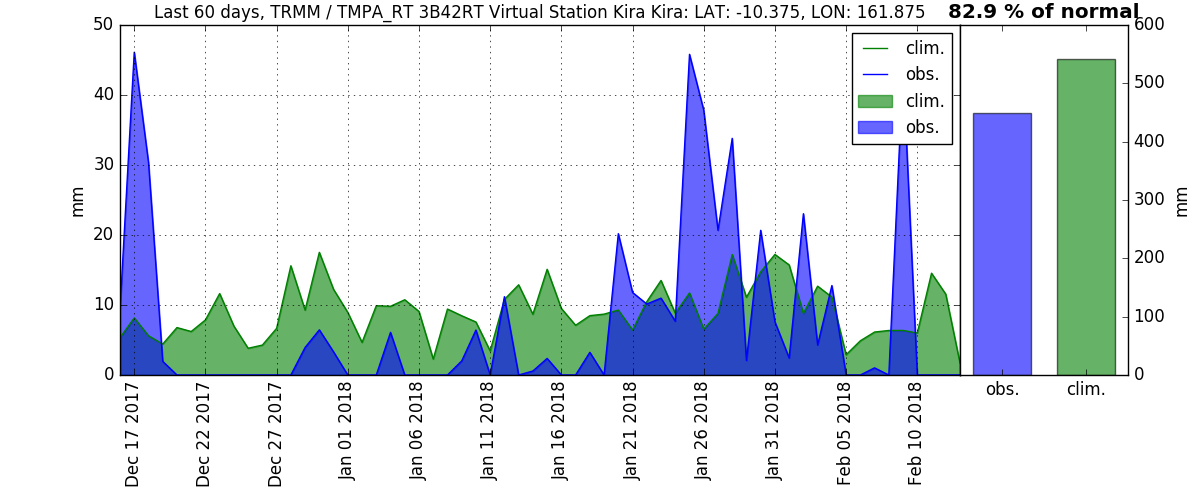 Last 60 days, TRMM / TMPA_RT 3B42RT Virtual Station Kira Kira: LAT: -10.375, LON: 161.875
82.9 % of normal
50
40
30
20
10
0
mm
clim.
obs.
clim.
obs.
Dec 17 2017
Dec 22 2017
Dec 27 2017
Jan 01 2018
Jan 06 2018
Jan 11 2018
Jan 16 2018
Jan 21 2018
Jan 26 2018
Jan 31 2018
Feb 05 2018
Feb 10 2018
600
500
400
300
200
100
0
mm
obs.
clim.